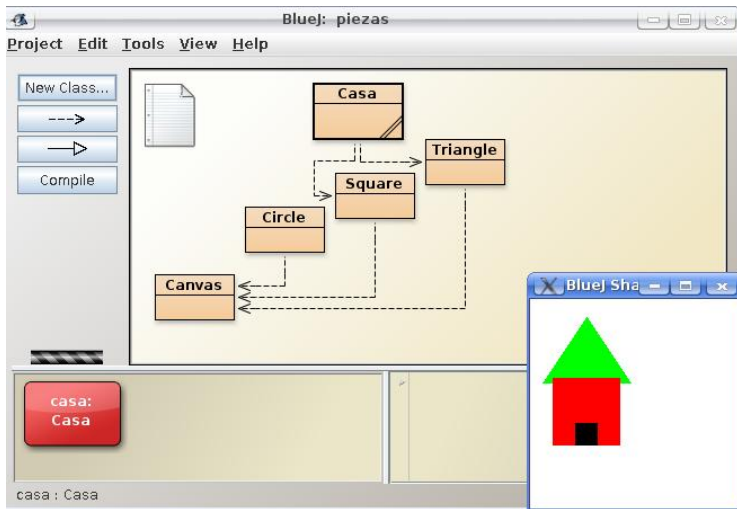 BlueJ: piezas
Project Edit Tools View Help
New Class...
Compile
Casa
Triangle
Square
Circle
Canvas
BlueJ Sha
casa:
Casa
casa : Casa